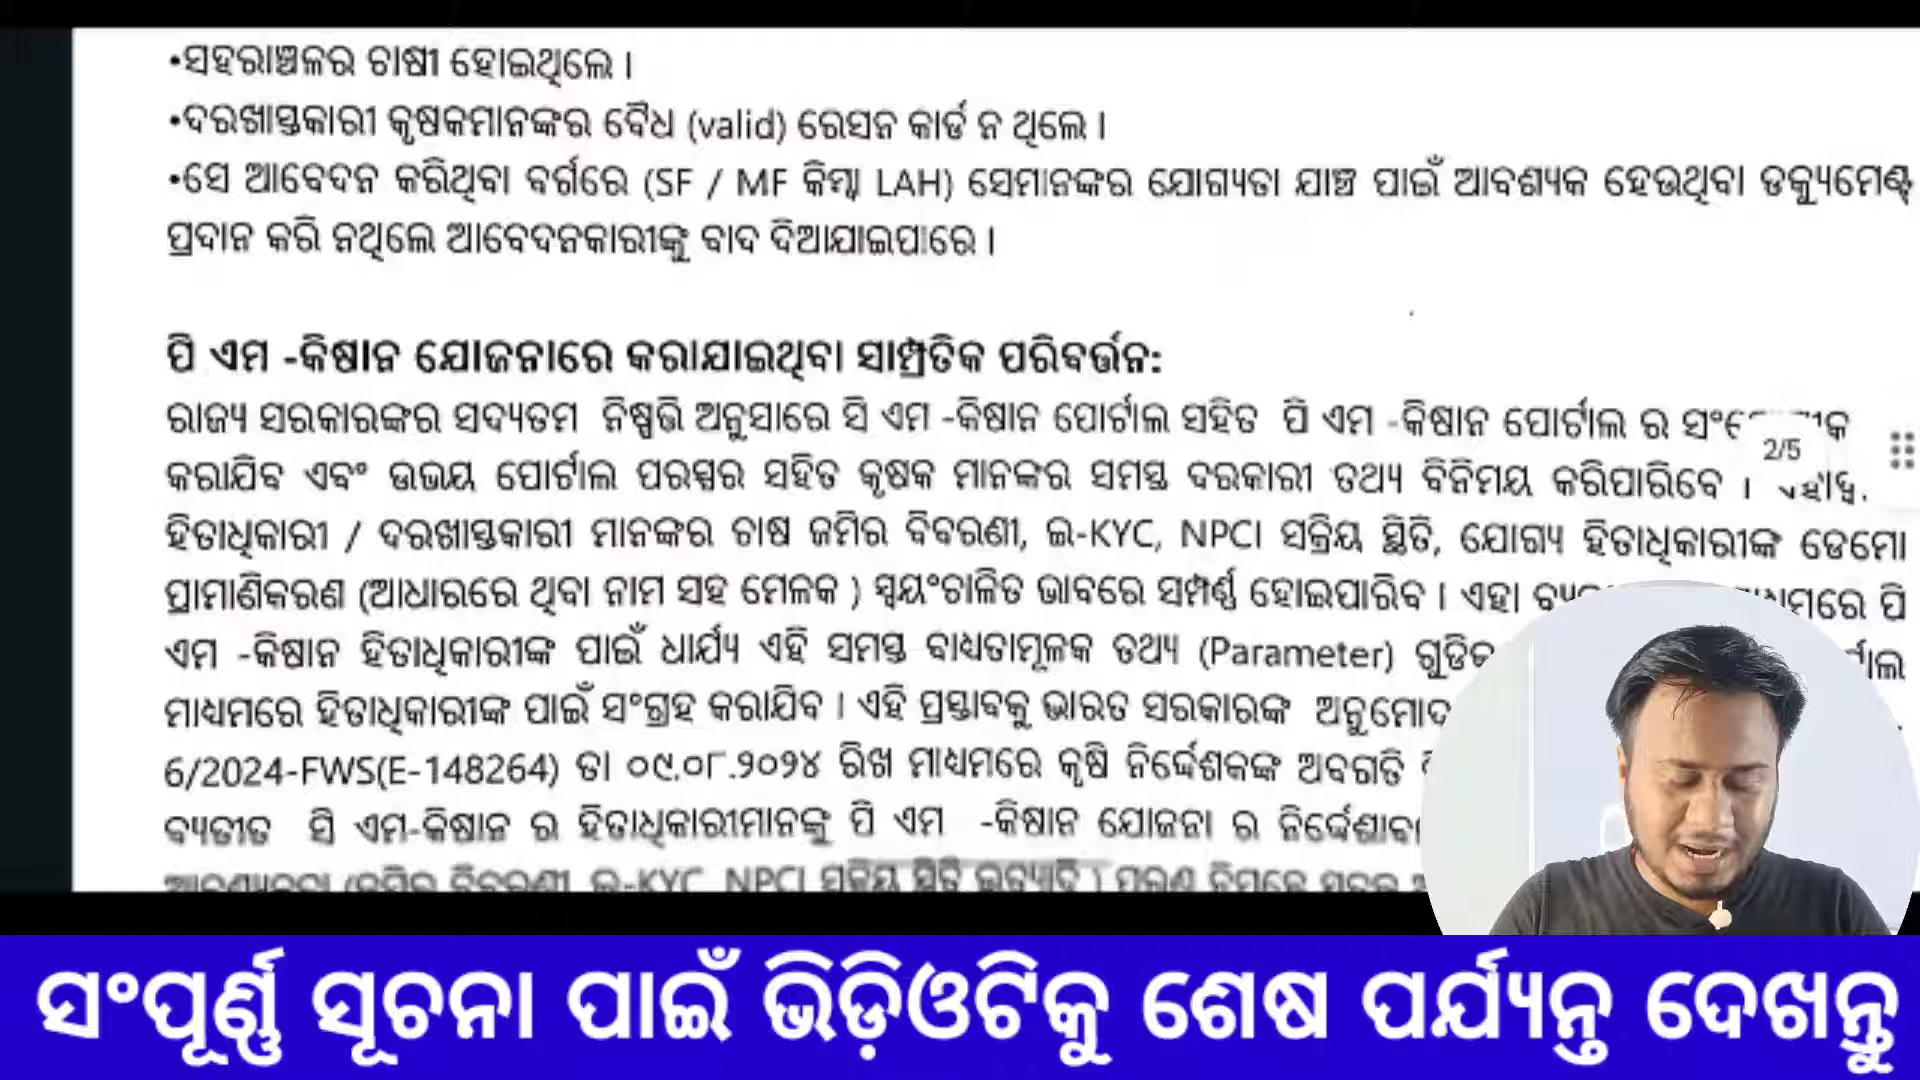 •ସହରାଞ୍ଚଳର ଚାଷୀ ହୋଇଥିଲେ ।
•ଦରଖାସ୍ତକାରୀ କୃଷକମାନଙ୍କର ବୈଧ (valid) ରେସନ କାର୍ଡ ନ ଥିଲେ ।
•ସେ ଆବେଦନ କରିଥିବା ବର୍ଗରେ (SF / MF କିମ୍ବା LAH) ସେମାନଙ୍କର ଯୋଗ୍ୟତା ଯାଞ୍ଚ ପାଇଁ ଆବଶ୍ୟକ ହେଉଥିବା ଡକ୍ୟୁମେଣ୍ଟ
ପ୍ରଦାନ କରି ନଥିଲେ ଆବେଦନକାରୀଙ୍କୁ ବାଦ ଦିଆଯାଇପାରେ ।
ପି ଏମ -କିଷାନ ଯୋଜନାରେ କରାଯାଇଥିବା ସାମ୍ପ୍ରତିକ ପରିବର୍ତ୍ତନ:
ରାଜ୍ୟ ସରକାରଙ୍କର ସଦ୍ୟତମ ନିଷ୍ପତ୍ତି ଅନୁସାରେ ସି ଏମ -କିଷାନ ପୋର୍ଟାଲ ସହିତ ପି ଏମ -କିଷାନ ପୋର୍ଟାଲ ର
2/5
କରାଯିବ ଏବଂ ଉଭୟ ପୋର୍ଟାଲ ପରସ୍ପର ସହିତ କୃଷକ ମାନଙ୍କର ସମସ୍ତ ଦରକାରୀ ତଥ୍ୟ ବିନିମୟ କରିପାରିବେ ।
ହିତାଧିକାରୀ / ଦରଖାସ୍ତକାରୀ ମାନଙ୍କର ଚାଷ ଜମିର ବିବରଣୀ, ଇ-KYC, NPCI ସକ୍ରିୟ ସ୍ଥିତି, ଯୋଗ୍ୟ ହିତାଧିକାରୀଙ୍କ ଡେମୋ
ପ୍ରାମାଣିକରଣ (ଆଧାରରେ ଥିବା ନାମ ସହ ମେଳକ ) ସ୍ୱୟଂଚାଳିତ ଭାବରେ ସମ୍ପୂର୍ଣ୍ଣ ହୋଇପାରିବ । ଏହା ପି
ଏମ -କିଷାନ ହିତାଧିକାରୀଙ୍କ ପାଇଁ ଧାର୍ଯ୍ୟ ଏହି ସମସ୍ତ ବାଧ୍ୟତାମୂଳକ ତଥ୍ୟ (Parameter)
ମାଧ୍ୟମରେ ହିତାଧିକାରୀଙ୍କ ପାଇଁ ସଂଗ୍ରହ କରାଯିବ । ଏହି ପ୍ରସ୍ତାବକୁ ଭାରତ ସରକାରଙ୍କ
6/2024-FWS(E-148264) ତା ୦୯.୦୮.୨୦୨୪ ରିଖ ମାଧ୍ୟମରେ କୃଷି ନିର୍ଦ୍ଦେଶକଙ୍କ ଅବଗତି
ବ୍ୟତୀତ ସି ଏମ-କିଷାନ ର ହିତାଧିକାରୀମାନଙ୍କୁ ପି ଏମ -କିଷାନ ଯୋଜନା ର
ସଂପୂର୍ଣ୍ଣ ସୂଚନା ପାଇଁ ଭିଡ଼ିଓଟିକୁ ଶେଷ ପର୍ଯ୍ୟନ୍ତ ଦେଖନ୍ତୁ